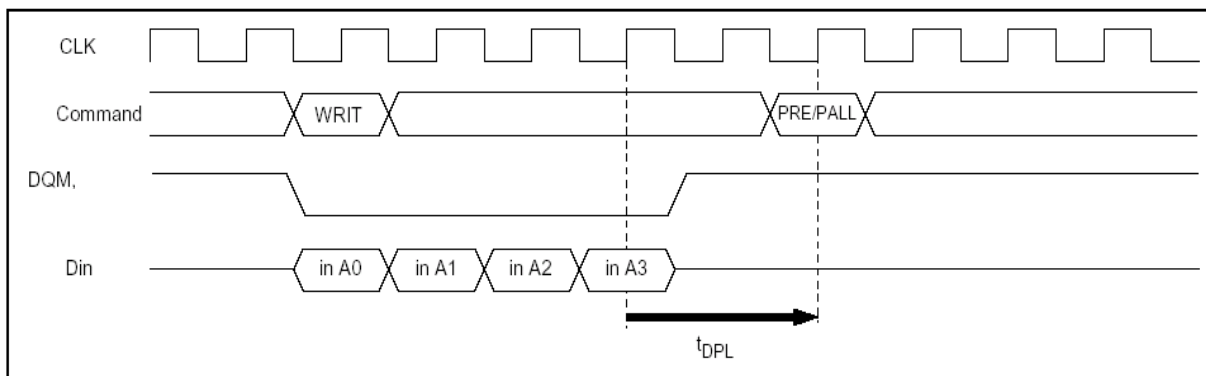 CLK
Command WRIT PRE/PALL
DQM,
Din in A0 in A1 in A2 in A3
tDPL